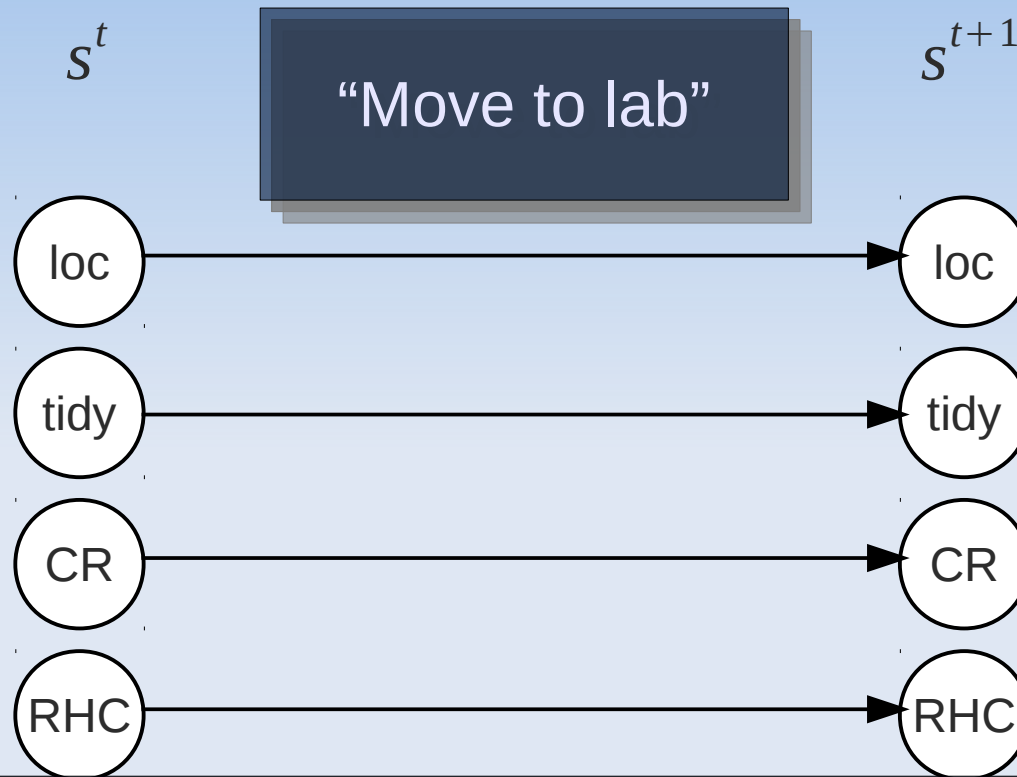 s^t “Move to lab” s^{t+1}
loc loc
tidy tidy
CR CR
RHC RHC